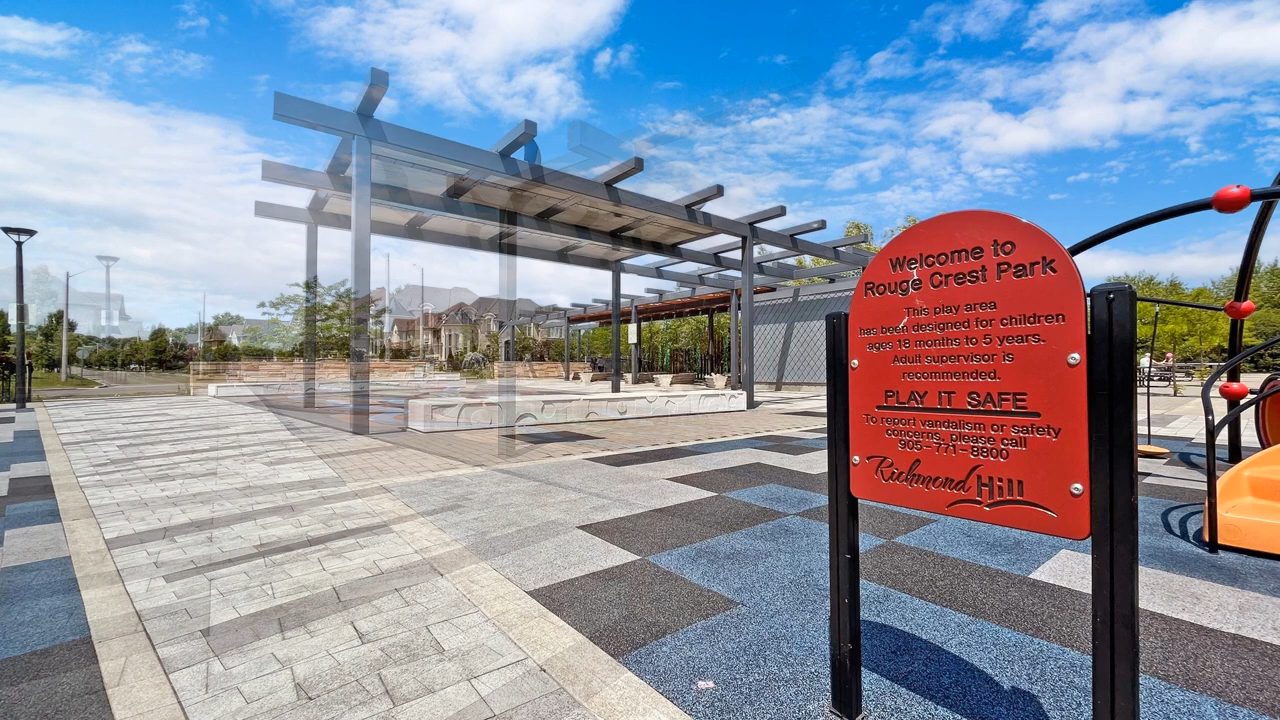 Welcome to
Rouge Crest Park
This play area
has been designed for children
ages 18 months to 5 years.
Adult supervisor is
recommended.
PLAY IT SAFE
To report vandalism or safety
concerns, please call
905-771-8800
Richmond Hill